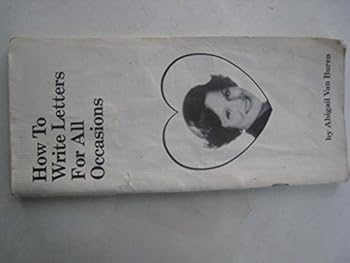 How To
Write Letters
For All
Occasions
by Abigail Van Buren